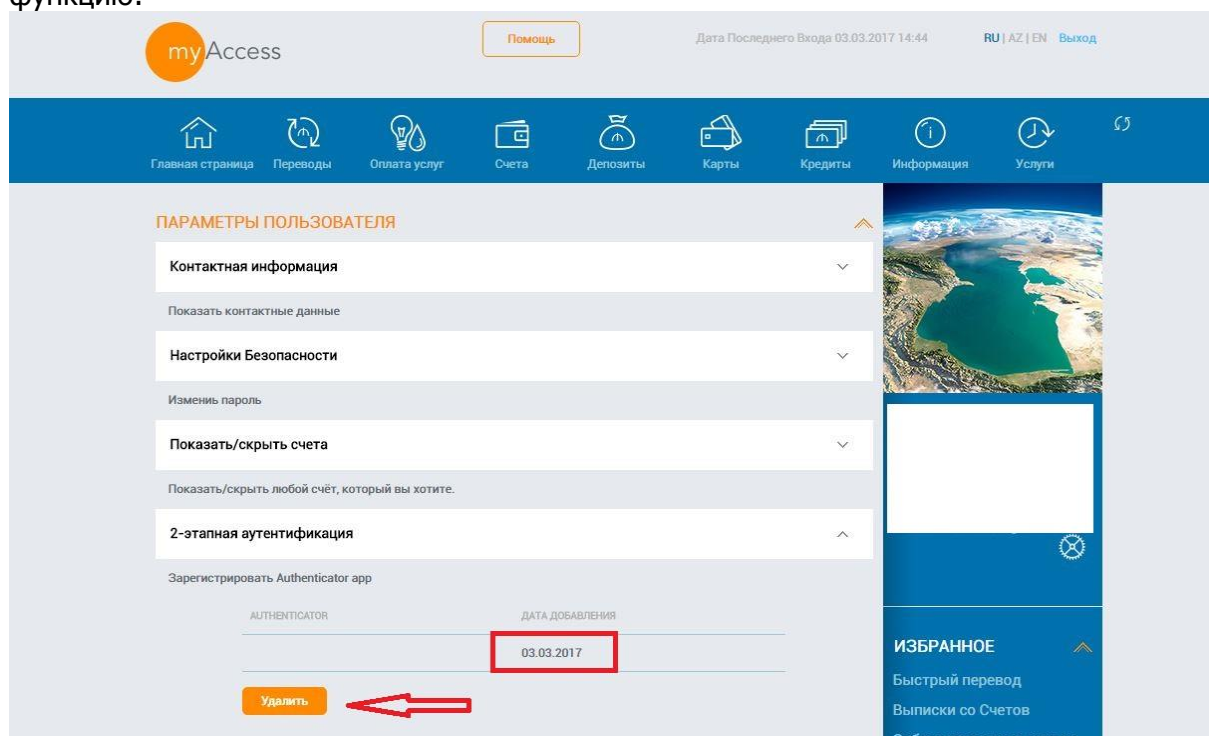 функцию.
myAccess
Помощь
Дата Последнего Входа 03.03.2017 14:44
RU | AZ | EN Выход
Главная страница
Переводы
Оплата услуг
Счета
Депозиты
Карты
Кредиты
Информация
Услуги
ПАРАМЕТРЫ ПОЛЬЗОВАТЕЛЯ
Контактная информация
Показать контактные данные
Настройки Безопасности
Измениь пароль
Показать/скрыть счета
Показать/скрыть любой счёт, который вы хотите.
2-этапная аутентификация
Зарегистрировать Authenticator app
AUTHENTICATOR
ДАТА ДОБАВЛЕНИЯ
03.03.2017
Удалить
ИЗБРАННОЕ
Быстрый перевод
Выписки со Счетов